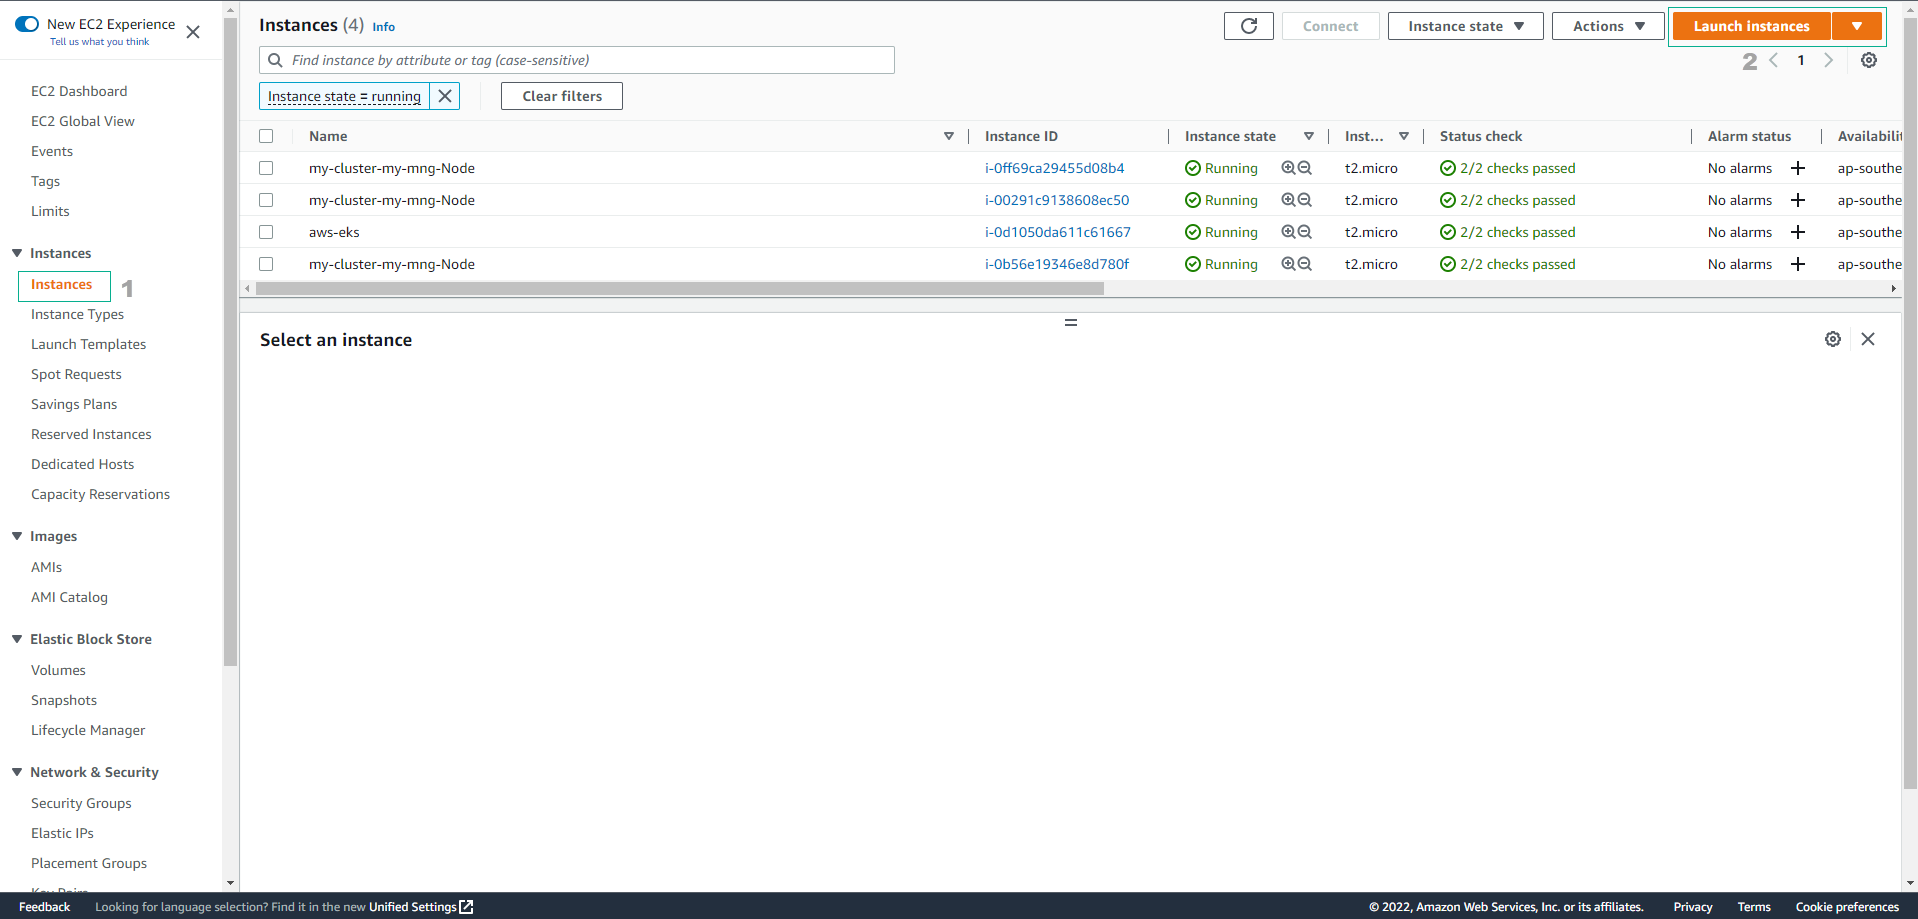 New EC2 Experience
Tell us what you think
EC2 Dashboard
EC2 Global View
Events
Tags
Limits
Instances
Instances 1
Instance Types
Launch Templates
Spot Requests
Savings Plans
Reserved Instances
Dedicated Hosts
Capacity Reservations
Images
AMIs
AMI Catalog
Elastic Block Store
Volumes
Snapshots
Lifecycle Manager
Network & Security
Security Groups
Elastic IPs
Placement Groups
Key Pairs
Instances (4) Info
Connect Instance state Actions Launch instances
Find instance by attribute or tag (case-sensitive)
2 1
Instance state = running Clear filters
Name Instance ID Instance state Inst... Status check Alarm status Availabili
my-cluster-my-mng-Node i-0ff69ca29455d08b4 Running t2.micro 2/2 checks passed No alarms ap-southe
my-cluster-my-mng-Node i-00291c9138608ec50 Running t2.micro 2/2 checks passed No alarms ap-southe
aws-eks i-0d1050da611c61667 Running t2.micro 2/2 checks passed No alarms ap-southe
my-cluster-my-mng-Node i-0b56e19346e8d780f Running t2.micro 2/2 checks passed No alarms ap-southe
Select an instance
Feedback Looking for language selection? Find it in the new Unified Settings © 2022, Amazon Web Services, Inc. or its affiliates. Privacy Terms Cookie preferences